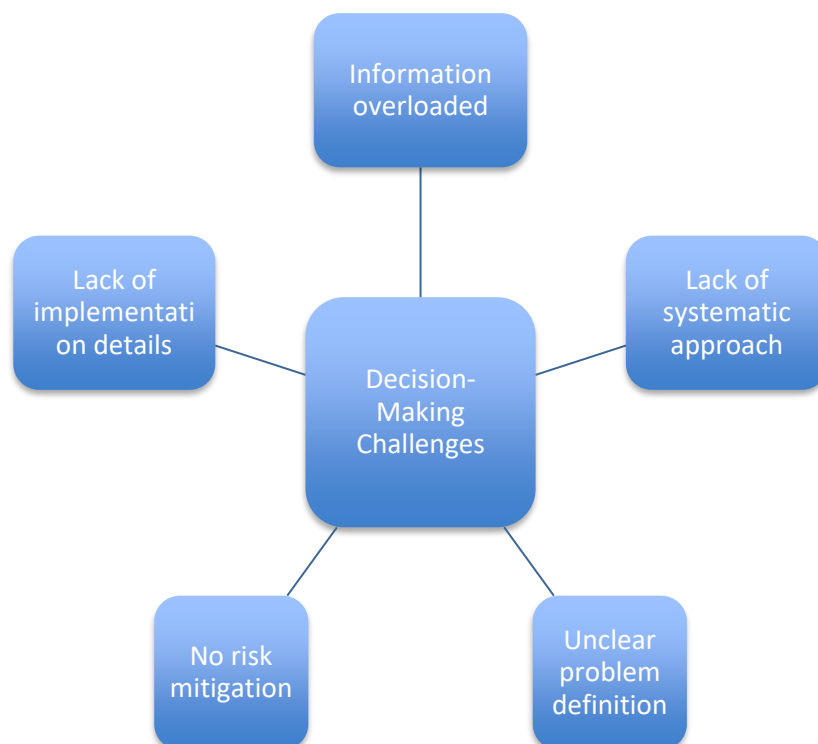 Information
overloaded
Lack of
implementati
on details
Lack of
systematic
approach
Decision-
Making
Challenges
No risk
mitigation
Unclear
problem
definition